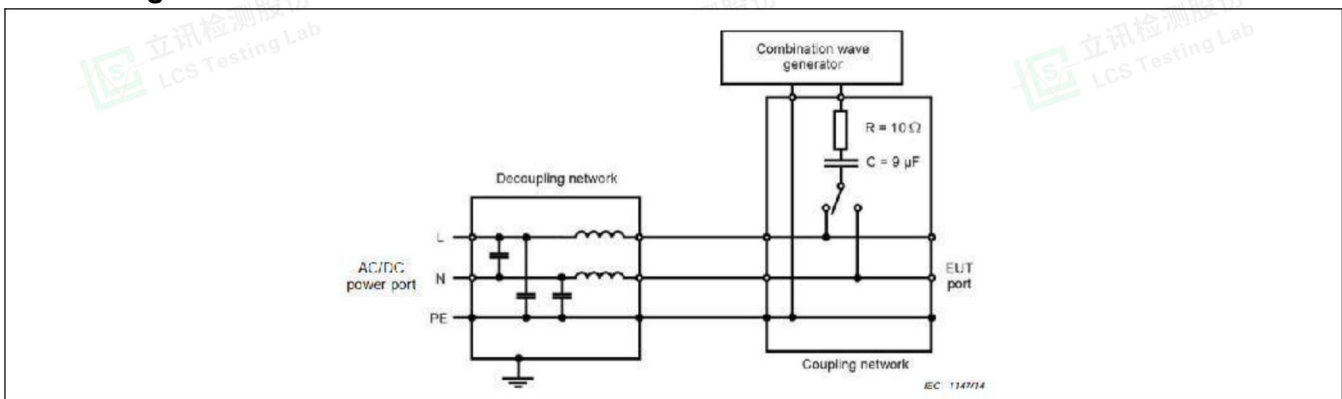 立讯检测股份
LCS Testing Lab
立讯检测股份
LCS Testing Lab
Combination wave
generator
R = 10 Ω
C = 9 µF
Decoupling network
L
N
PE
AC/DC
power port
EUT
port
Coupling network
IEC 1147/14